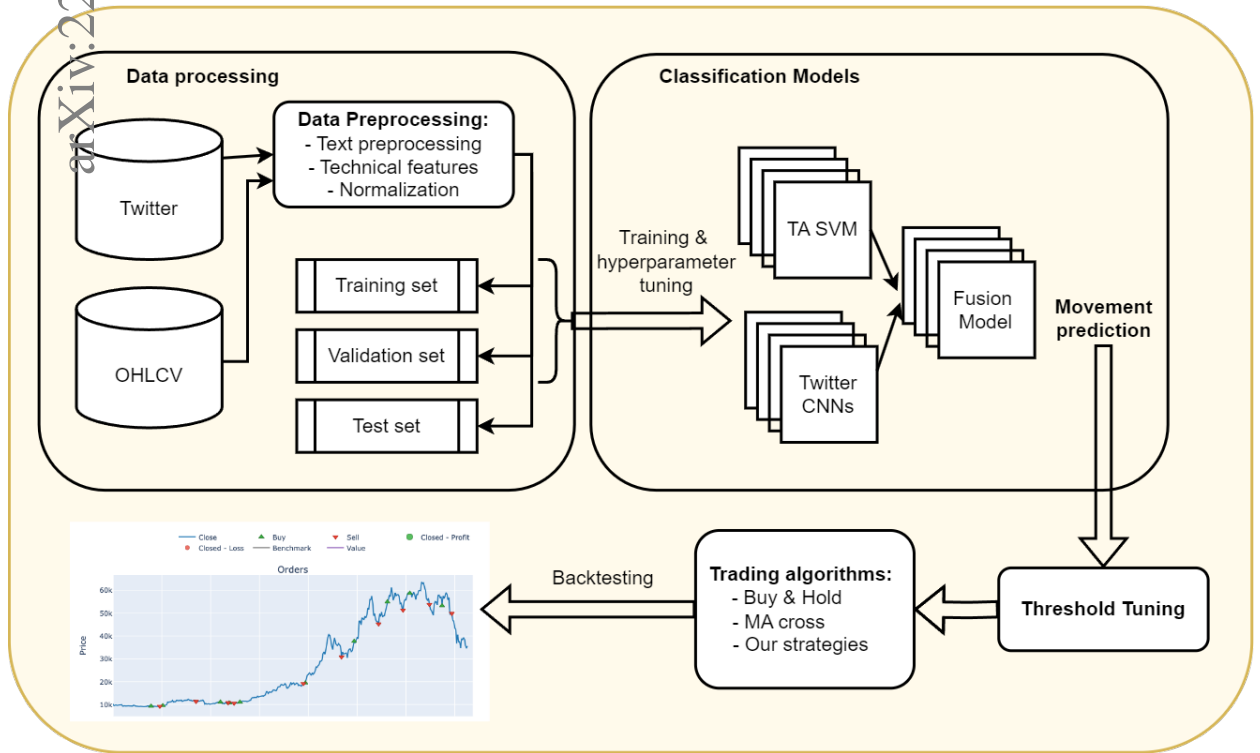 arXiv:22
Data processing
Twitter
OHLCV
Data Preprocessing:
- Text preprocessing
- Technical features
- Normalization
Training set
Validation set
Test set
Training &
hyperparameter
tuning
Classification Models
TA SVM
Twitter
CNNs
Fusion
Model
Movement
prediction
Threshold Tuning
Trading algorithms:
- Buy & Hold
- MA cross
- Our strategies
Backtesting
Close Buy Sell Closed - Profit
Closed - Loss Benchmark Value
Orders
Price
60k
50k
40k
30k
20k
10k